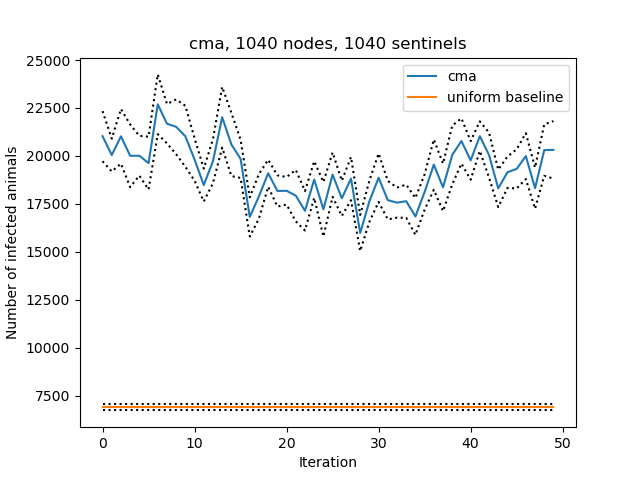 cma, 1040 nodes, 1040 sentinels
cma
uniform baseline
Number of infected animals
25000
22500
20000
17500
15000
12500
10000
7500
0 10 20 30 40 50
Iteration